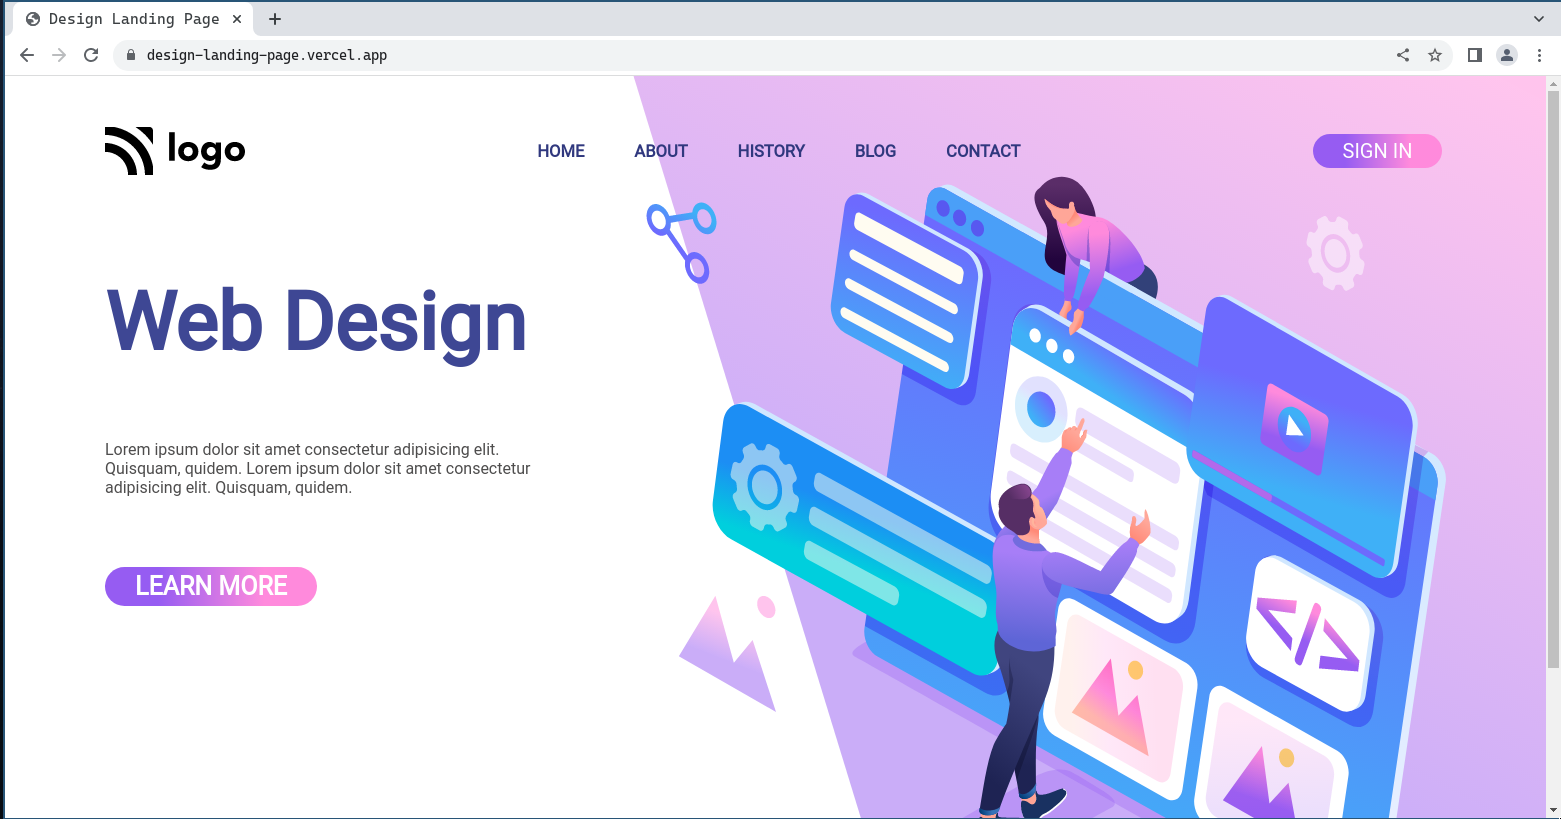 Design Landing Page
design-landing-page.vercel.app
logo
HOME
ABOUT
HISTORY
BLOG
CONTACT
SIGN IN
Web Design
Lorem ipsum dolor sit amet consectetur adipisicing elit.
Quisquam, quidem. Lorem ipsum dolor sit amet consectetur
adipisicing elit. Quisquam, quidem.
LEARN MORE
</>